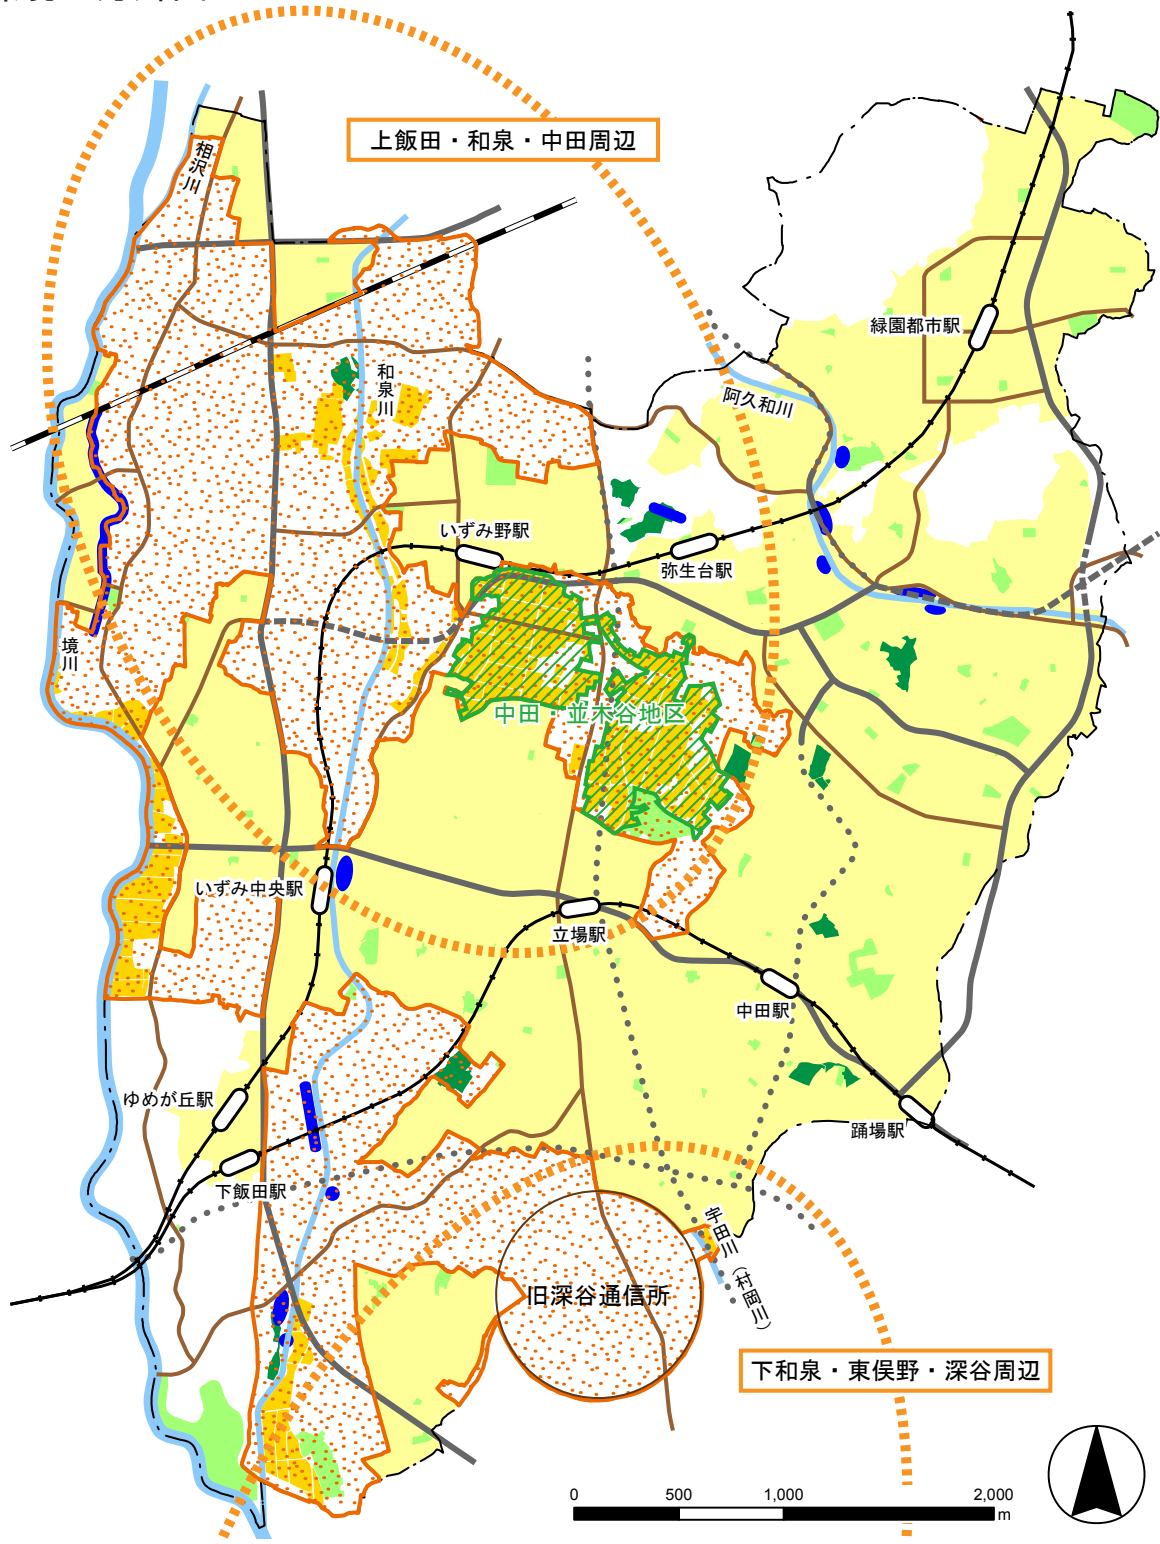 上飯田・和泉・中田周辺
相沢川
緑園都市駅
和泉川
阿久和川
いずみ野駅
弥生台駅
境川
中田・並木谷地区
いずみ中央駅
立場駅
中田駅
ゆめが丘駅
踊場駅
下飯田駅
宇田川(村岡川)
旧深谷通信所
下和泉・東俣野・深谷周辺
0 500 1,000 2,000
m